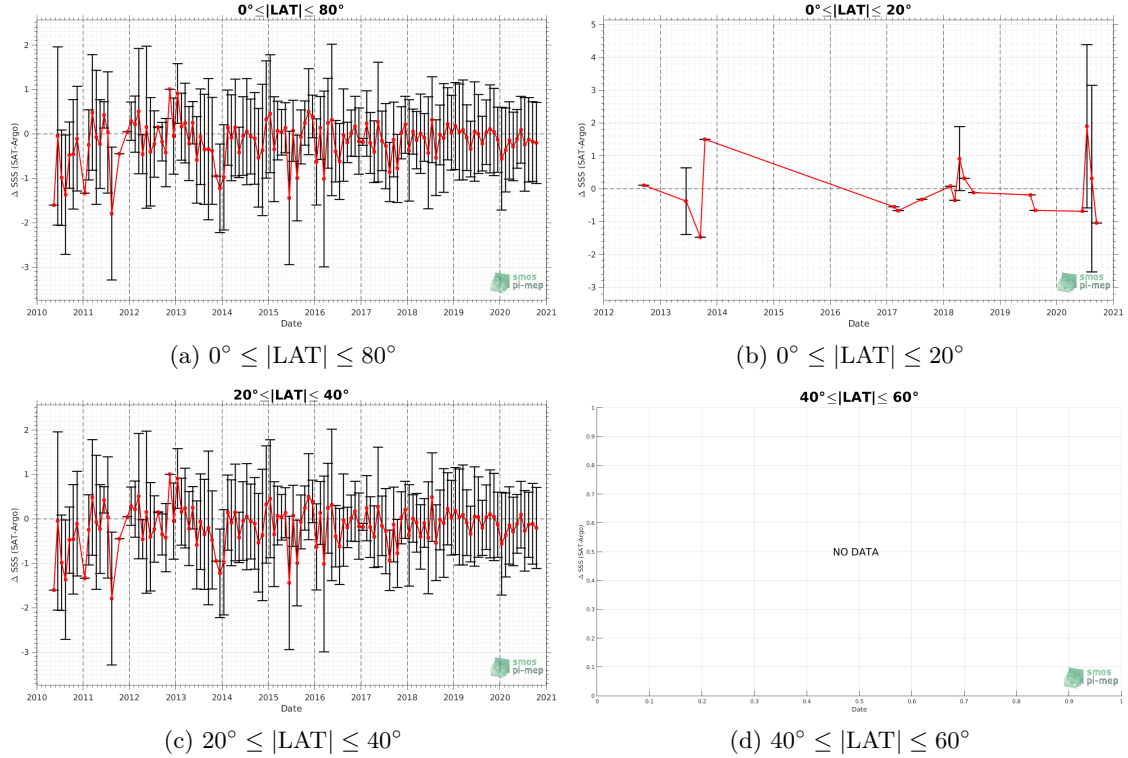 0°≤|LAT|≤ 80°
Δ SSS (SAT-Argo)
2
1
0
-1
-2
-3
2010 2011 2012 2013 2014 2015 2016 2017 2018 2019 2020 2021
Date
smos
pi-mep
(a) 0° ≤ |LAT| ≤ 80°
0°≤|LAT|≤ 20°
Δ SSS (SAT-Argo)
5
4
3
2
1
0
-1
-2
-3
2012 2013 2014 2015 2016 2017 2018 2019 2020 2021
Date
smos
pi-mep
(b) 0° ≤ |LAT| ≤ 20°
20°≤|LAT|≤ 40°
Δ SSS (SAT-Argo)
2
1
0
-1
-2
-3
2010 2011 2012 2013 2014 2015 2016 2017 2018 2019 2020 2021
Date
smos
pi-mep
(c) 20° ≤ |LAT| ≤ 40°
40°≤|LAT|≤ 60°
Δ SSS (SAT-Argo)
1
0.9
0.8
0.7
0.6
0.5
0.4
0.3
0.2
0.1
0
NO DATA
0 0.1 0.2 0.3 0.4 0.5 0.6 0.7 0.8 0.9 1
Date
smos
pi-mep
(d) 40° ≤ |LAT| ≤ 60°